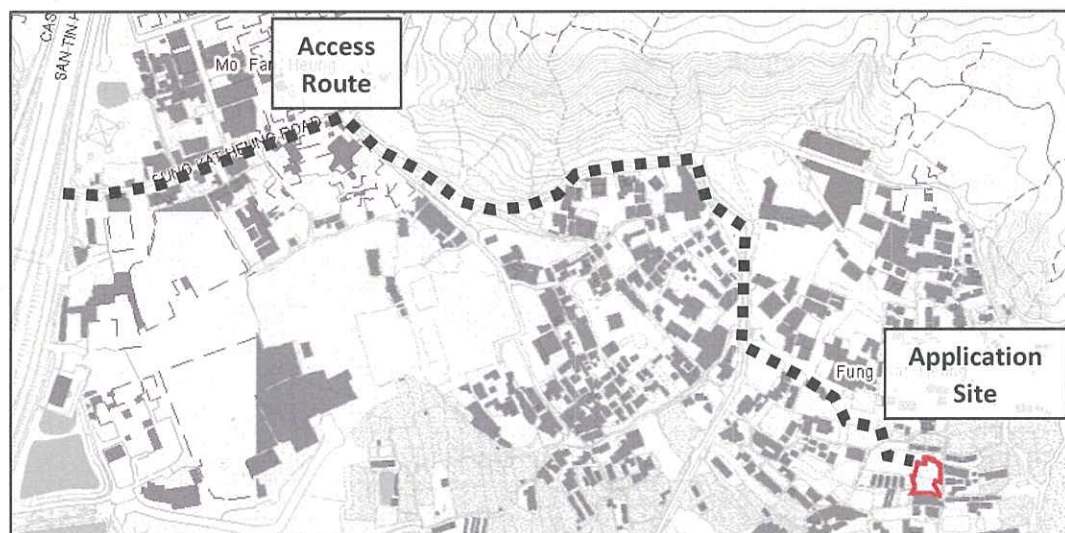 SAN TIN H
Access
Route
Mo Fan Heung
FUNG KAT HEUNG ROAD
Application
Site
Fung